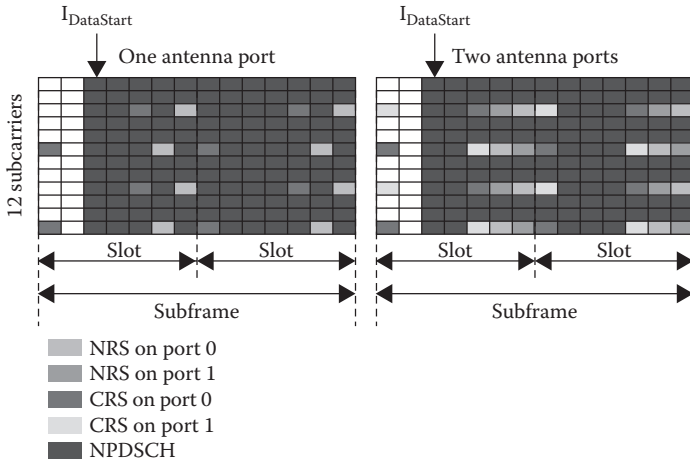 I_DataStart
One antenna port
I_DataStart
Two antenna ports
12 subcarriers
Slot
Slot
Subframe
Slot
Slot
Subframe
NRS on port 0
NRS on port 1
CRS on port 0
CRS on port 1
NPDSCH